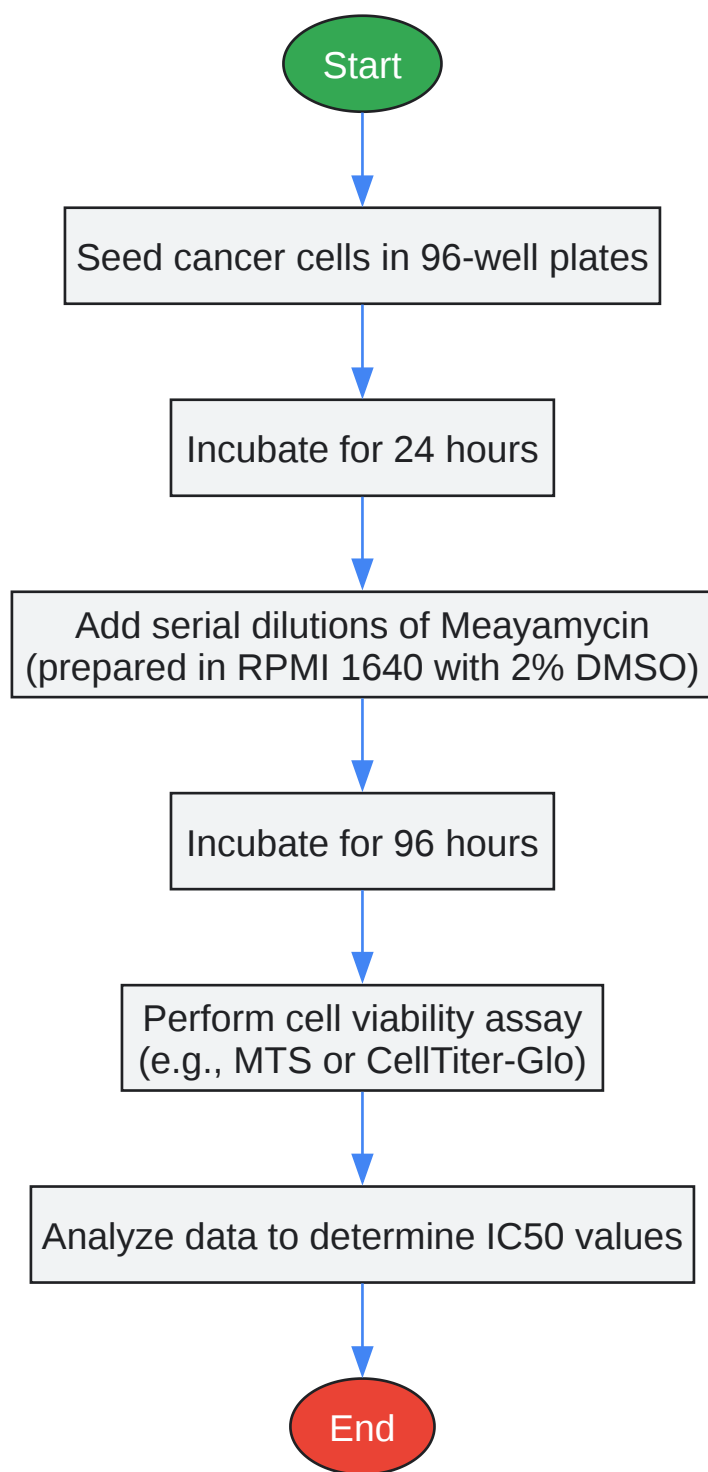 Start
Seed cancer cells in 96-well plates
Incubate for 24 hours
Add serial dilutions of Meayamycin
(prepared in RPMI 1640 with 2% DMSO)
Incubate for 96 hours
Perform cell viability assay
(e.g., MTS or CellTiter-Glo)
Analyze data to determine IC50 values
End